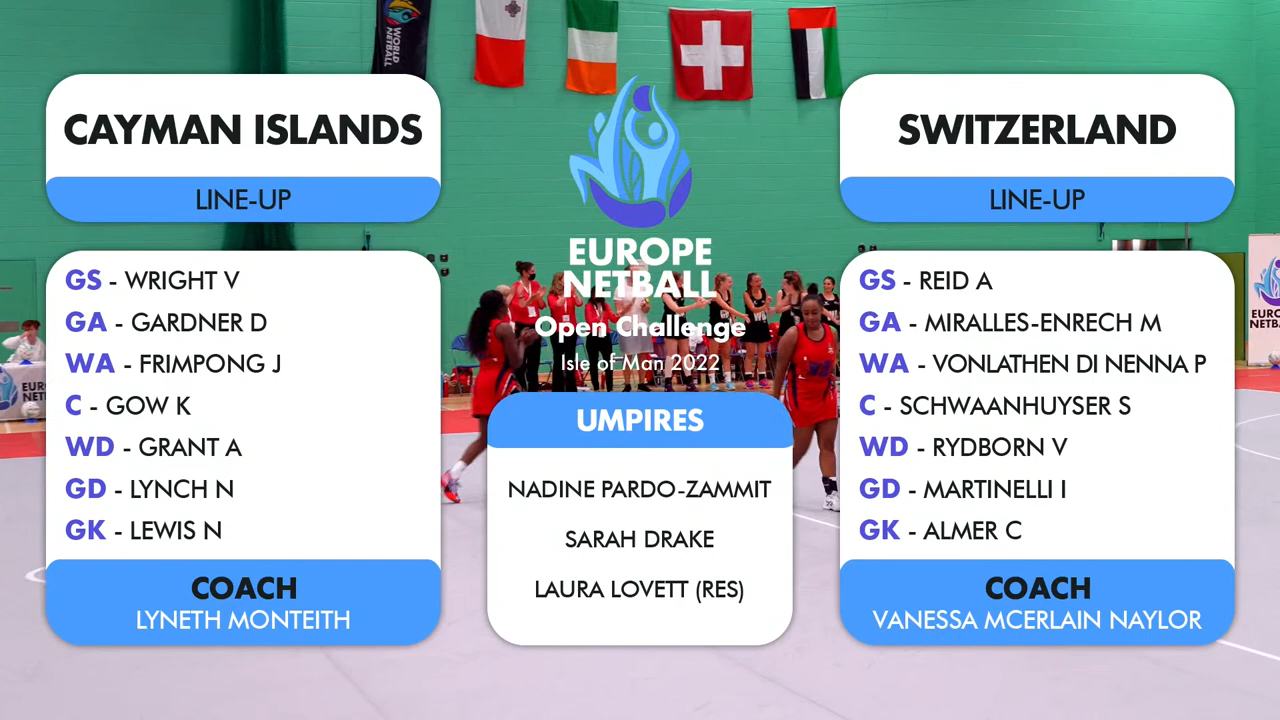 WORLD NETBALL
CAYMAN ISLANDS
LINE-UP
GS - WRIGHT V
GA - GARDNER D
WA - FRIMPONG J
C - GOW K
WD - GRANT A
GD - LYNCH N
GK - LEWIS N
COACH
LYNETH MONTEITH
EUROPE
NETBALL
Open Challenge
Isle of Man 2022
UMPIRES
NADINE PARDO-ZAMMIT
SARAH DRAKE
LAURA LOVETT (RES)
SWITZERLAND
LINE-UP
GS - REID A
GA - MIRALLES-ENRECH M
WA - VONLATHEN DI NENNA P
C - SCHWAANHUYSER S
WD - RYDBORN V
GD - MARTINELLI I
GK - ALMER C
COACH
VANESSA MCERLAIN NAYLOR